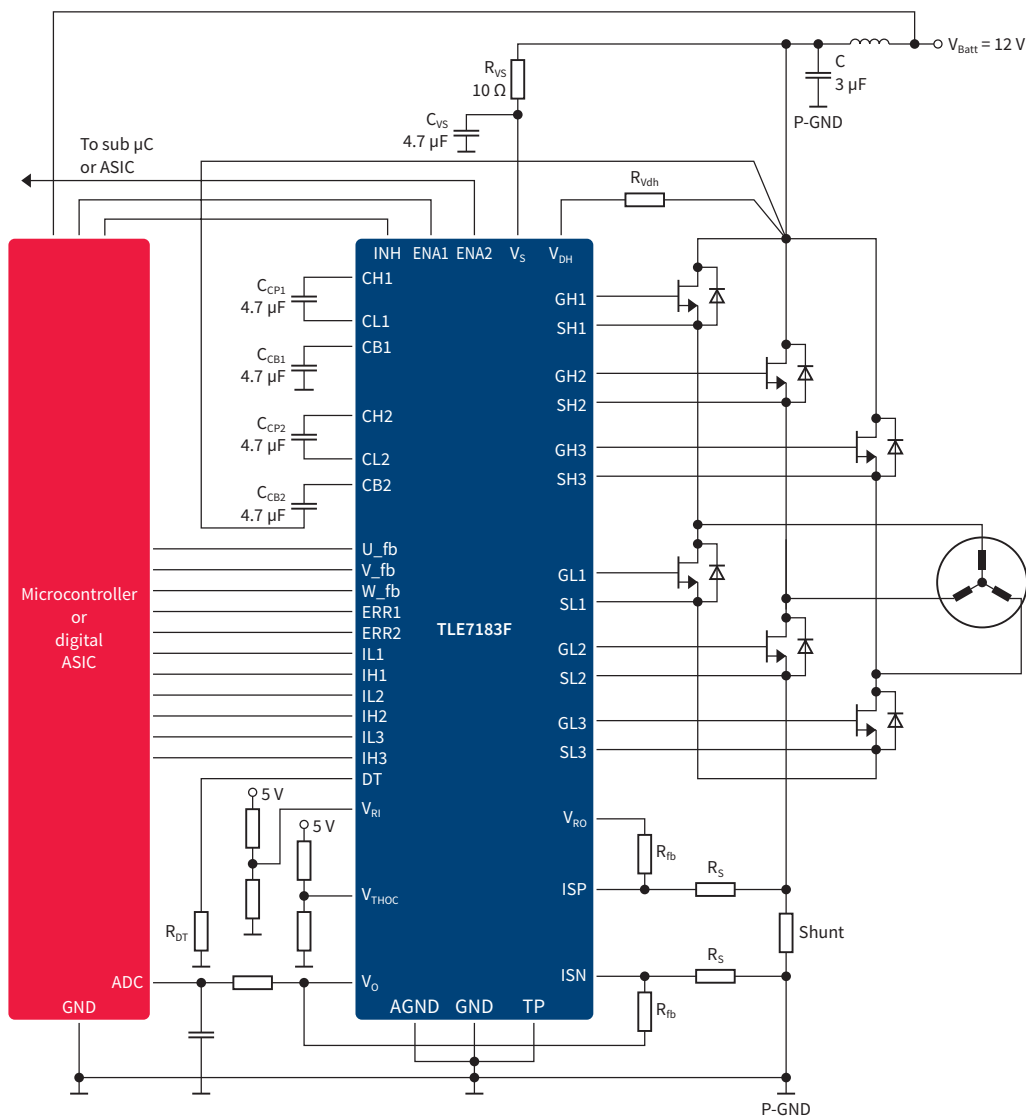 V_Batt = 12 V
R_VS
10 Ω
C
3 µF
C_VS
4.7 µF
P-GND
To sub µC
or ASIC
R_Vdh
INH ENA1 ENA2 V_S V_DH
C_CP1
4.7 µF
CH1
CL1
CB1
C_CB1
4.7 µF
CH2
C_CP2
4.7 µF
CL2
CB2
C_CB2
4.7 µF
GH1
SH1
GH2
SH2
GH3
SH3
Microcontroller
or
digital
ASIC
U_fb
V_fb
W_fb
ERR1
ERR2
IL1
IH1
IL2
IH2
IL3
IH3
DT
V_RI
V_THOC
V_O
TLE7183F
GL1
SL1
GL2
SL2
GL3
SL3
V_RO
ISP
ISN
5 V
5 V
R_DT
R_fb
R_S
Shunt
R_S
R_fb
ADC
GND
AGND GND TP
P-GND